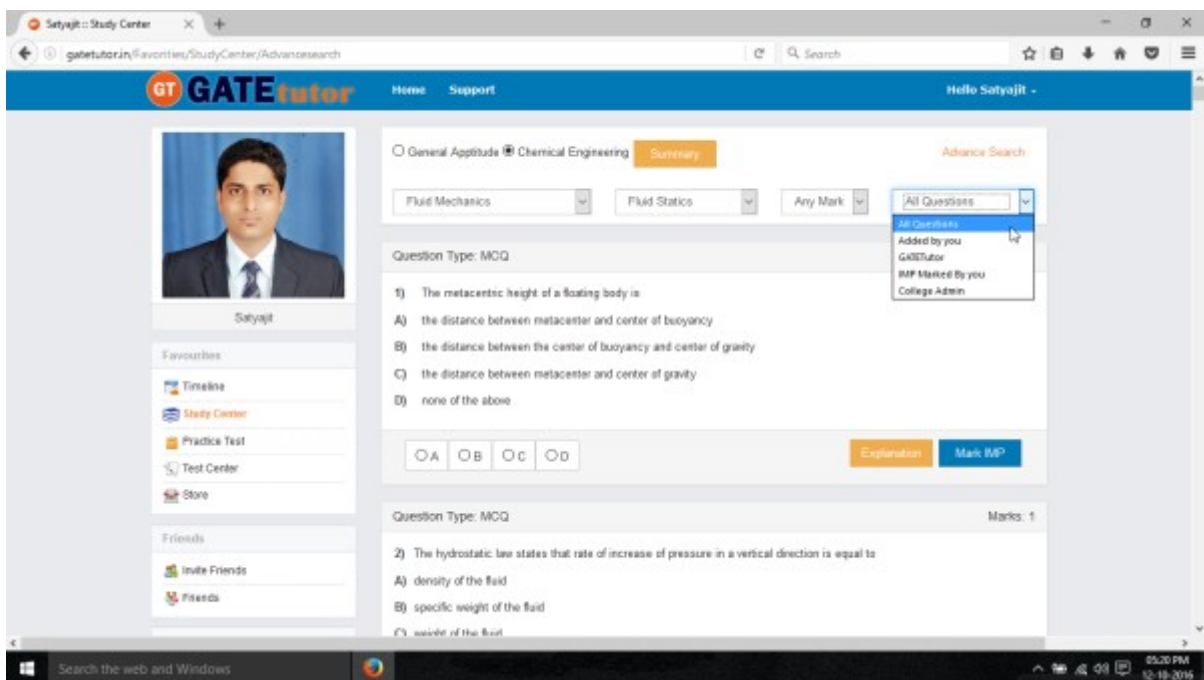 Satyajit :: Study Center
gatetutor.in/Favorities/StudyCenter/Advancesearch
Search
GT GATEtutor
Home Support
Hello Satyajit
General Apptitude Chemical Engineering Summary
Advance Search
Fluid Mechanics
Fluid Statics
Any Mark
All Questions
All Questions
Added by you
GATETutor
IMP Marked By you
College Admin
Satyajit
Favourites
Timeline
Study Center
Practice Test
Test Center
Store
Friends
Invite Friends
Friends
Question Type: MCQ
1) The metacentric height of a floating body is
A) the distance between metacenter and center of buoyancy
B) the distance between the center of buoyancy and center of gravity
C) the distance between metacenter and center of gravity
D) none of the above
A B C D
Explanation Mark IMP
Question Type: MCQ Marks: 1
2) The hydrostatic law states that rate of increase of pressure in a vertical direction is equal to
A) density of the fluid
B) specific weight of the fluid
C) weight of the fluid
Search the web and Windows
05:20 PM
12-10-2016